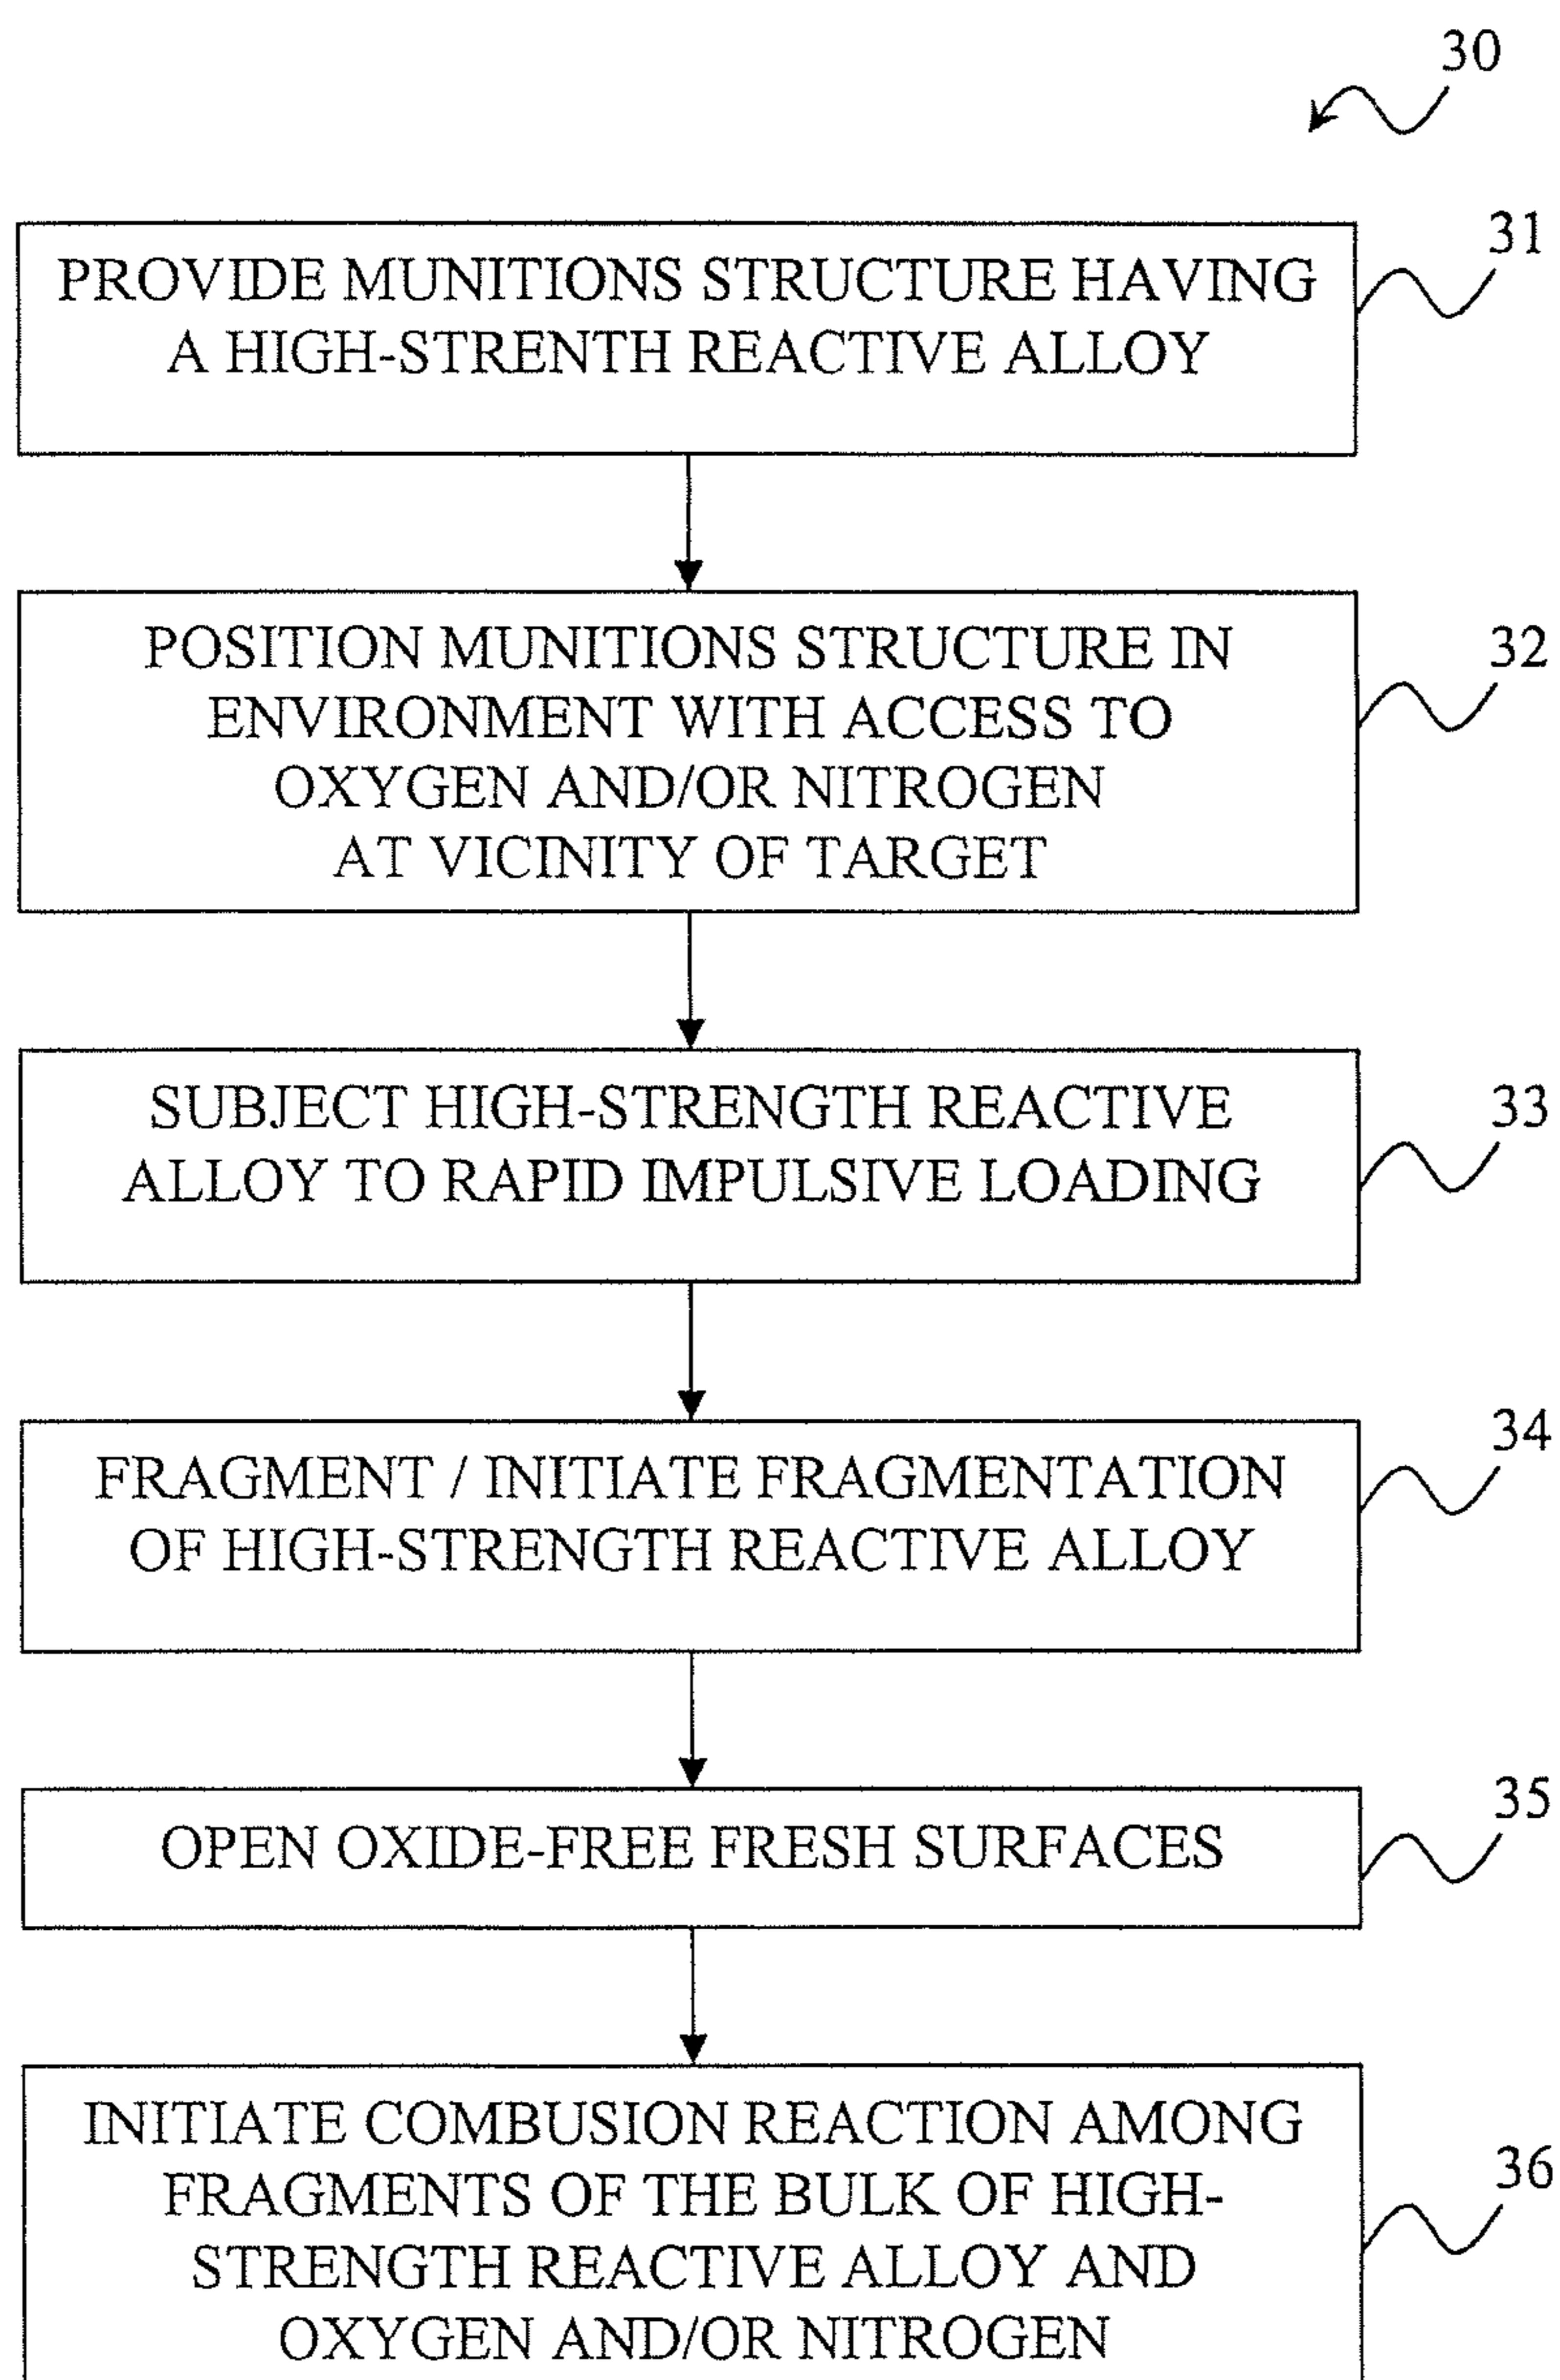 30
PROVIDE MUNITIONS STRUCTURE HAVING
A HIGH-STRENTH REACTIVE ALLOY
31
POSITION MUNITIONS STRUCTURE IN
ENVIRONMENT WITH ACCESS TO
OXYGEN AND/OR NITROGEN
AT VICINITY OF TARGET
32
SUBJECT HIGH-STRENGTH REACTIVE
ALLOY TO RAPID IMPULSIVE LOADING
33
FRAGMENT / INITIATE FRAGMENTATION
OF HIGH-STRENGTH REACTIVE ALLOY
34
OPEN OXIDE-FREE FRESH SURFACES
35
INITIATE COMBUSION REACTION AMONG
FRAGMENTS OF THE BULK OF HIGH-
STRENGTH REACTIVE ALLOY AND
OXYGEN AND/OR NITROGEN
36